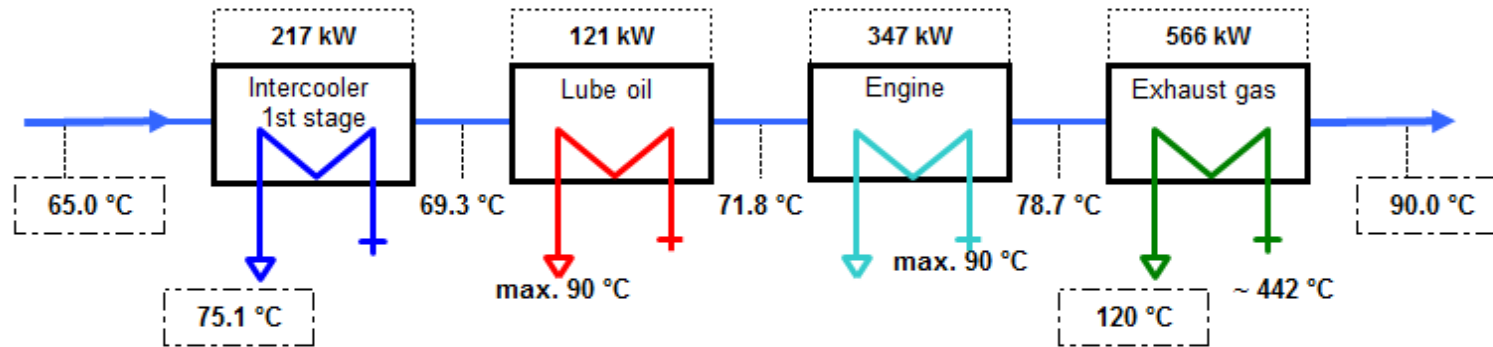 217 kW
121 kW
347 kW
566 kW
Intercooler
1st stage
Lube oil
Engine
Exhaust gas
65.0 °C
69.3 °C
71.8 °C
78.7 °C
90.0 °C
75.1 °C
max. 90 °C
max. 90 °C
120 °C
~ 442 °C